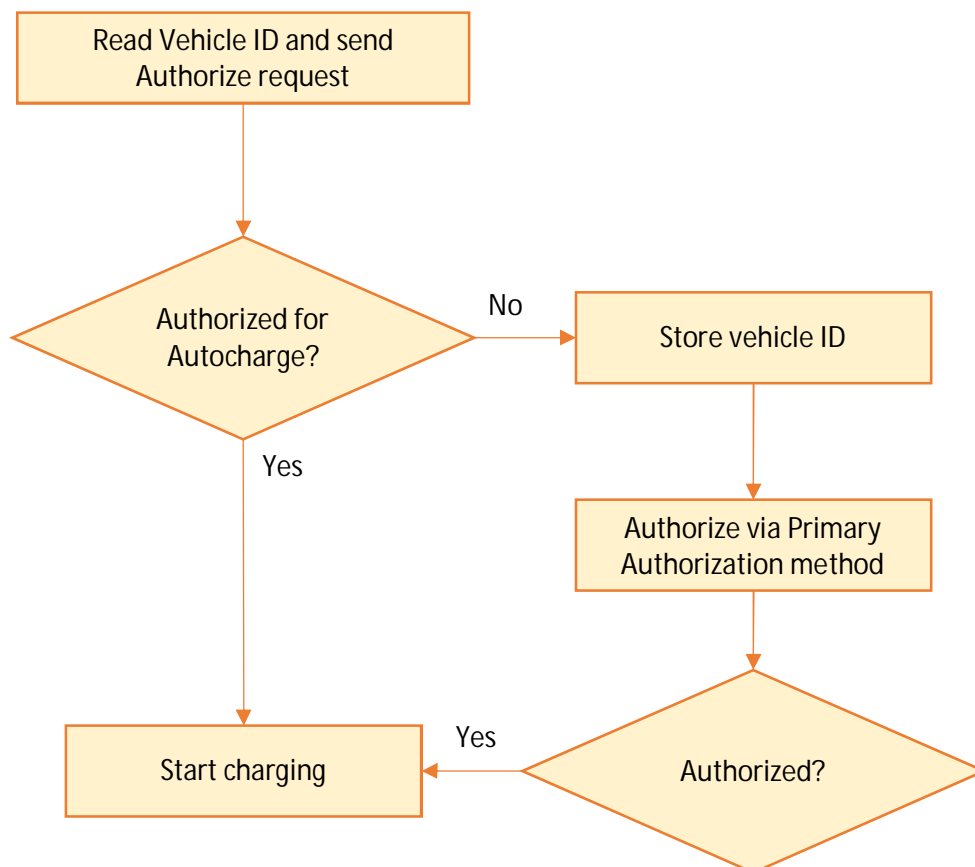 Read Vehicle ID and send
Authorize request
Authorized for
Autocharge?
No
Store vehicle ID
Yes
Authorize via Primary
Authorization method
Start charging
Yes
Authorized?